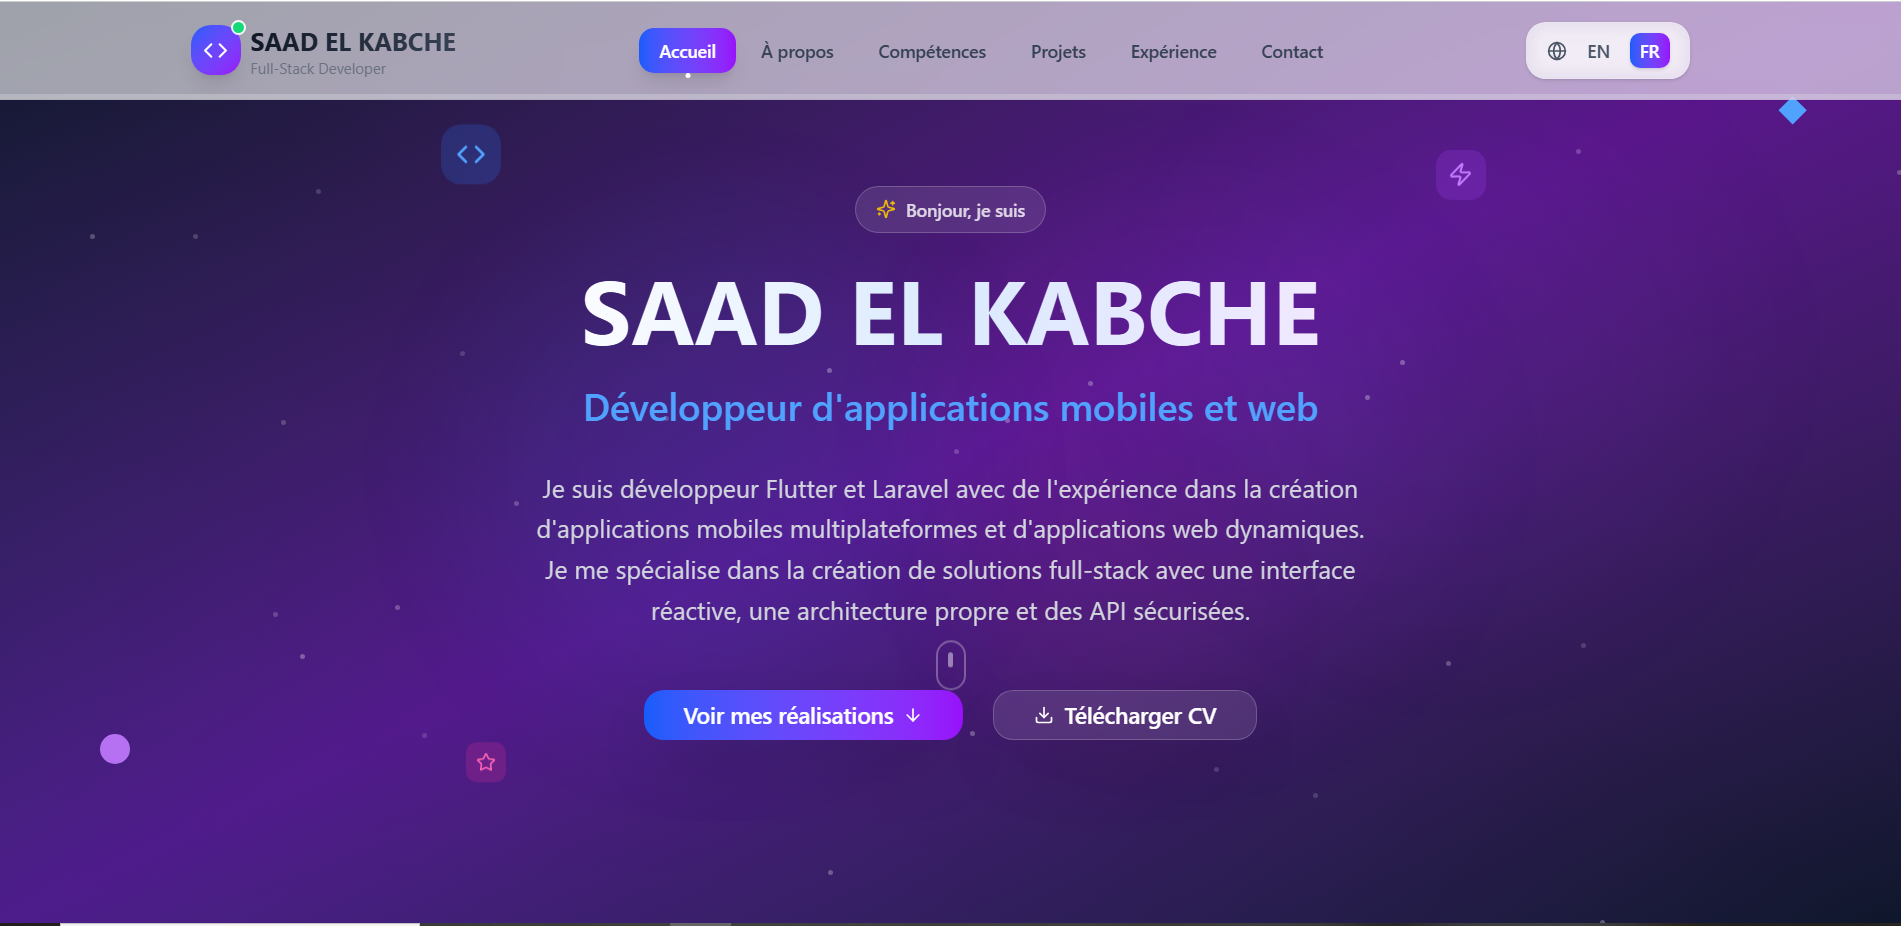 SAAD EL KABCHE
Full-Stack Developer
Accueil
À propos
Compétences
Projets
Expérience
Contact
EN
FR
Bonjour, je suis
SAAD EL KABCHE
Développeur d'applications mobiles et web
Je suis développeur Flutter et Laravel avec de l'expérience dans la création
d'applications mobiles multiplateformes et d'applications web dynamiques.
Je me spécialise dans la création de solutions full-stack avec une interface
réactive, une architecture propre et des API sécurisées.
Voir mes réalisations
Télécharger CV